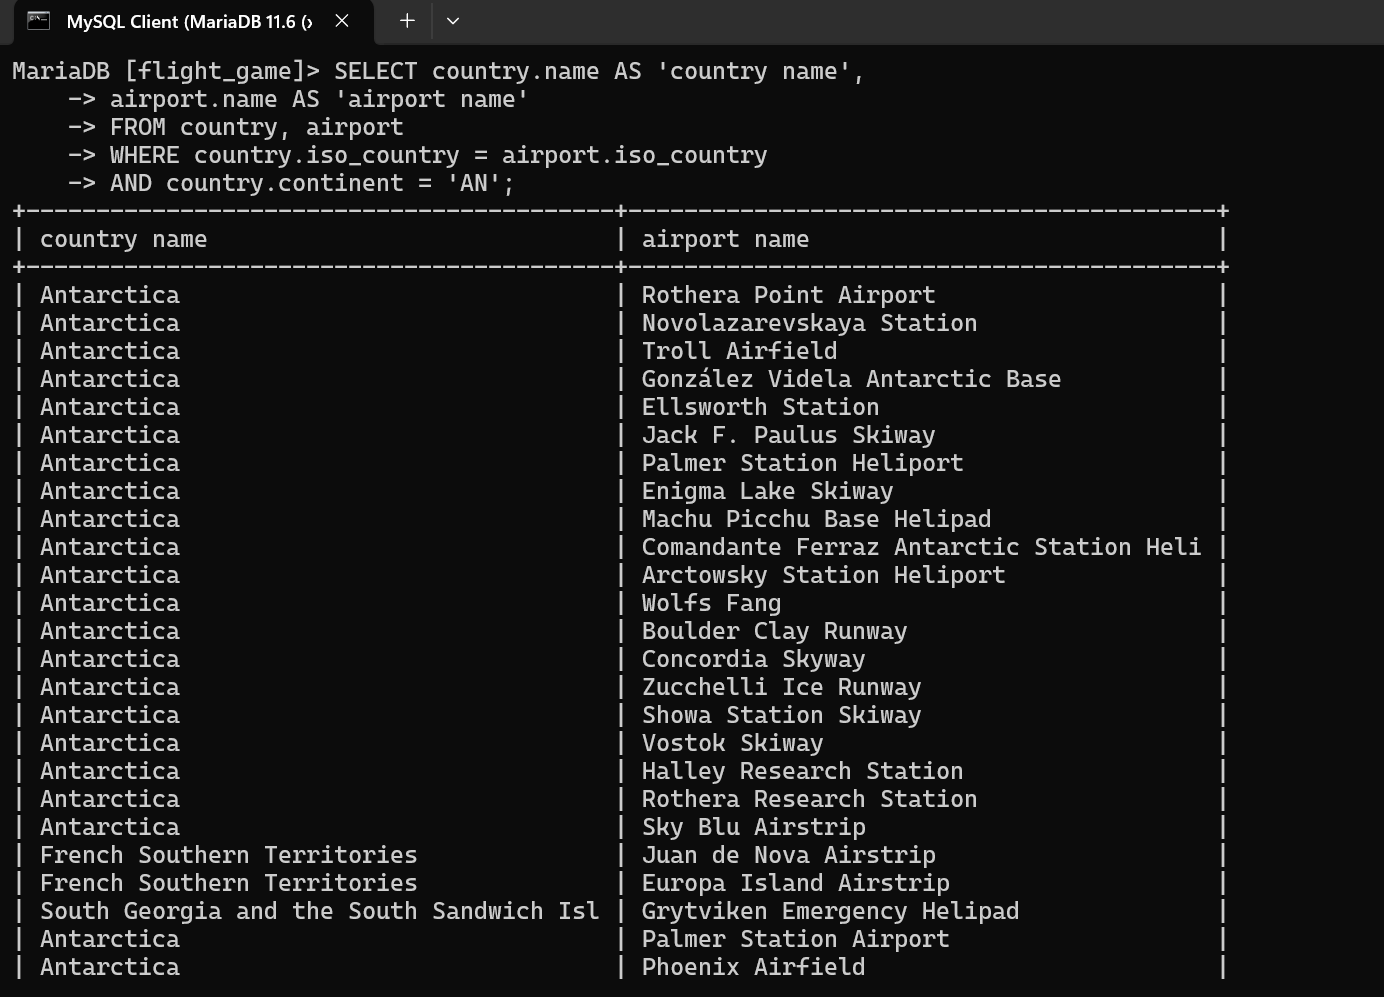 MySQL Client (MariaDB 11.6 (x
MariaDB [flight_game]> SELECT country.name AS 'country name',
    -> airport.name AS 'airport name'
    -> FROM country, airport
    -> WHERE country.iso_country = airport.iso_country
    -> AND country.continent = 'AN';
+------------------------------------------+------------------------------------------+
| country name                             | airport name                             |
+------------------------------------------+------------------------------------------+
| Antarctica                               | Rothera Point Airport                    |
| Antarctica                               | Novolazarevskaya Station                 |
| Antarctica                               | Troll Airfield                           |
| Antarctica                               | González Videla Antarctic Base           |
| Antarctica                               | Ellsworth Station                        |
| Antarctica                               | Jack F. Paulus Skiway                    |
| Antarctica                               | Palmer Station Heliport                  |
| Antarctica                               | Enigma Lake Skiway                       |
| Antarctica                               | Machu Picchu Base Helipad                |
| Antarctica                               | Comandante Ferraz Antarctic Station Heli |
| Antarctica                               | Arctowsky Station Heliport               |
| Antarctica                               | Wolfs Fang                               |
| Antarctica                               | Boulder Clay Runway                      |
| Antarctica                               | Concordia Skyway                         |
| Antarctica                               | Zucchelli Ice Runway                     |
| Antarctica                               | Showa Station Skiway                     |
| Antarctica                               | Vostok Skiway                            |
| Antarctica                               | Halley Research Station                  |
| Antarctica                               | Rothera Research Station                 |
| Antarctica                               | Sky Blu Airstrip                         |
| French Southern Territories              | Juan de Nova Airstrip                    |
| French Southern Territories              | Europa Island Airstrip                   |
| South Georgia and the South Sandwich Isl | Grytviken Emergency Helipad              |
| Antarctica                               | Palmer Station Airport                   |
| Antarctica                               | Phoenix Airfield                         |